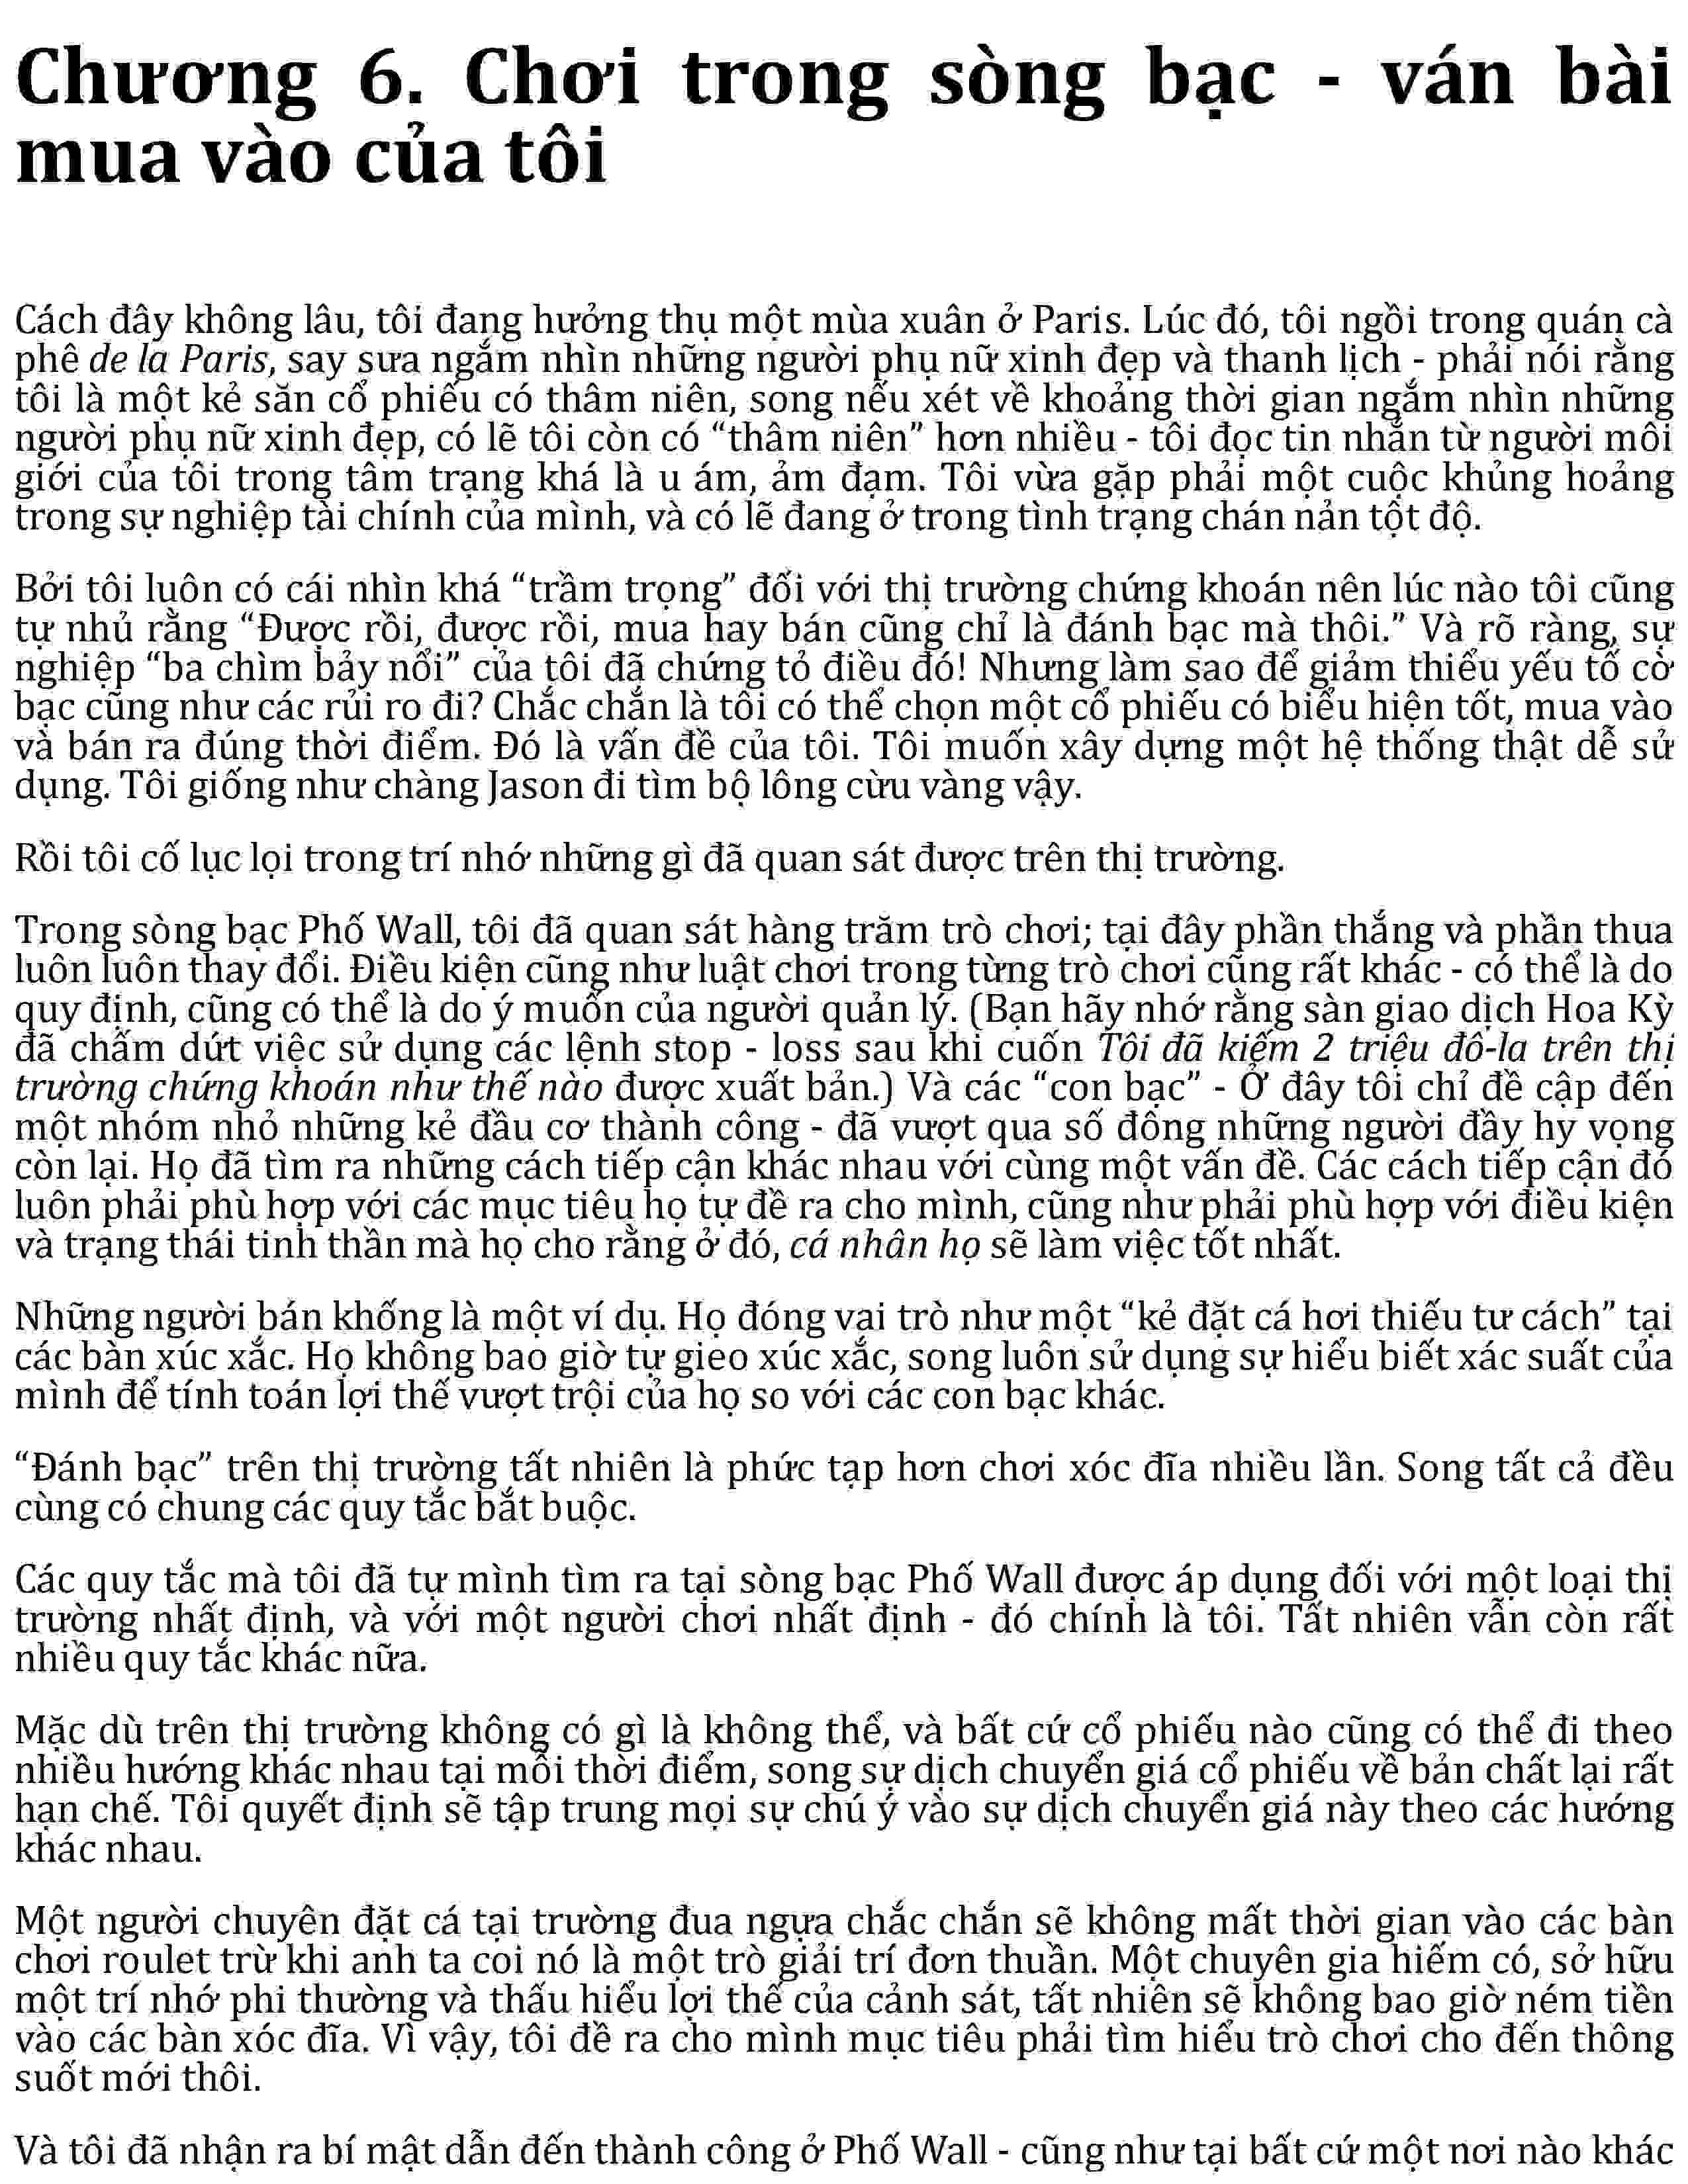 Chương 6. Chơi trong sòng bạc - ván bài
mua vào của tôi
Cách đây không lâu, tôi đang hưởng thụ một mùa xuân ở Paris. Lúc đó, tôi ngồi trong quán cà
phê de la Paris, say sưa ngắm nhìn những người phụ nữ xinh đẹp và thanh lịch - phải nói rằng
tôi là một kẻ săn cổ phiếu có thâm niên, song nếu xét về khoảng thời gian ngắm nhìn những
người phụ nữ xinh đẹp, có lẽ tôi còn có “thâm niên” hơn nhiều - tôi đọc tin nhắn từ người môi
giới của tôi trong tâm trạng khá là u ám, ảm đạm. Tôi vừa gặp phải một cuộc khủng hoảng
trong sự nghiệp tài chính của mình, và có lẽ đang ở trong tình trạng chán nản tột độ.
Bởi tôi luôn có cái nhìn khá “trầm trọng” đối với thị trường chứng khoán nên lúc nào tôi cũng
tự nhủ rằng “Được rồi, được rồi, mua hay bán cũng chỉ là đánh bạc mà thôi.” Và rõ ràng, sự
nghiệp “ba chìm bảy nổi” của tôi đã chứng tỏ điều đó! Nhưng làm sao để giảm thiểu yếu tố cờ
bạc cũng như các rủi ro đi? Chắc chắn là tôi có thể chọn một cổ phiếu có biểu hiện tốt, mua vào
và bán ra đúng thời điểm. Đó là vấn đề của tôi. Tôi muốn xây dựng một hệ thống thật dễ sử
dụng. Tôi giống như chàng Jason đi tìm bộ lông cừu vàng vậy.
Rồi tôi cố lục lọi trong trí nhớ những gì đã quan sát được trên thị trường.
Trong sòng bạc Phố Wall, tôi đã quan sát hàng trăm trò chơi; tại đây phần thắng và phần thua
luôn luôn thay đổi. Điều kiện cũng như luật chơi trong từng trò chơi cũng rất khác - có thể là do
quy định, cũng có thể là do ý muốn của người quản lý. (Bạn hãy nhớ rằng sàn giao dịch Hoa Kỳ
đã chấm dứt việc sử dụng các lệnh stop - loss sau khi cuốn Tôi đã kiếm 2 triệu đô-la trên thị
trường chứng khoán như thế nào được xuất bản.) Và các “con bạc” - Ở đây tôi chỉ đề cập đến
một nhóm nhỏ những kẻ đầu cơ thành công - đã vượt qua số đông những người đầy hy vọng
còn lại. Họ đã tìm ra những cách tiếp cận khác nhau với cùng một vấn đề. Các cách tiếp cận đó
luôn phải phù hợp với các mục tiêu họ tự đề ra cho mình, cũng như phải phù hợp với điều kiện
và trạng thái tinh thần mà họ cho rằng ở đó, cá nhân họ sẽ làm việc tốt nhất.
Những người bán khống là một ví dụ. Họ đóng vai trò như một “kẻ đặt cá hơi thiếu tư cách” tại
các bàn xúc xắc. Họ không bao giờ tự gieo xúc xắc, song luôn sử dụng sự hiểu biết xác suất của
mình để tính toán lợi thế vượt trội của họ so với các con bạc khác.
“Đánh bạc” trên thị trường tất nhiên là phức tạp hơn chơi xóc đĩa nhiều lần. Song tất cả đều
cùng có chung các quy tắc bắt buộc.
Các quy tắc mà tôi đã tự mình tìm ra tại sòng bạc Phố Wall được áp dụng đối với một loại thị
trường nhất định, và với một người chơi nhất định - đó chính là tôi. Tất nhiên vẫn còn rất
nhiều quy tắc khác nữa.
Mặc dù trên thị trường không có gì là không thể, và bất cứ cổ phiếu nào cũng có thể đi theo
nhiều hướng khác nhau tại mỗi thời điểm, song sự dịch chuyển giá cổ phiếu về bản chất lại rất
hạn chế. Tôi quyết định sẽ tập trung mọi sự chú ý vào sự dịch chuyển giá này theo các hướng
khác nhau.
Một người chuyên đặt cá tại trường đua ngựa chắc chắn sẽ không mất thời gian vào các bàn
chơi roulet trừ khi anh ta coi nó là một trò giải trí đơn thuần. Một chuyên gia hiếm có, sở hữu
một trí nhớ phi thường và thấu hiểu lợi thế của cảnh sát, tất nhiên sẽ không bao giờ ném tiền
vào các bàn xóc đĩa. Vì vậy, tôi đề ra cho mình mục tiêu phải tìm hiểu trò chơi cho đến thông
suốt mới thôi.
Và tôi đã nhận ra bí mật dẫn đến thành công ở Phố Wall - cũng như tại bất cứ một nơi nào khác